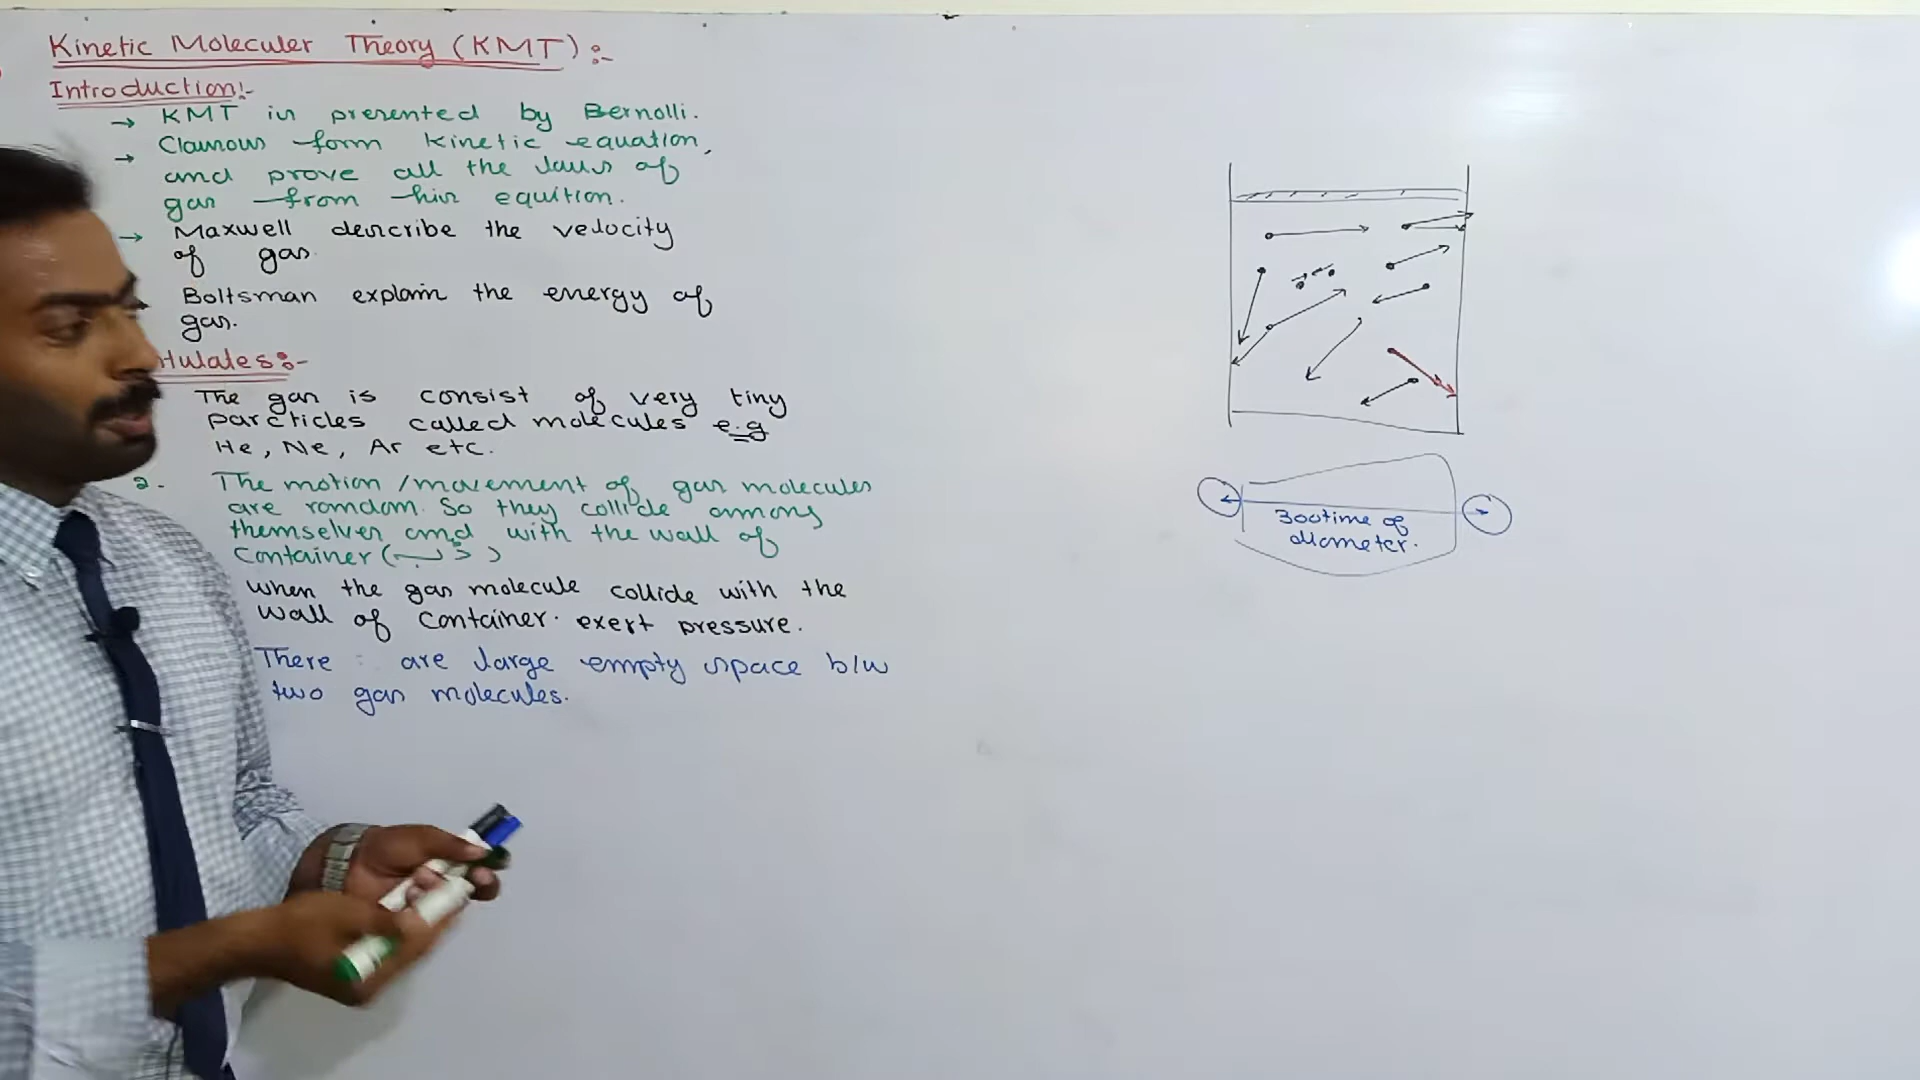 Kinetic Moleculer Theory (KMT):-
Introduction:-
→ KMT is presented by Bernolli.
→ Clausous form kinetic equation,
and prove all the laws of
gas from his equition.
→ Maxwell describe the velocity
of gas.
Boltsman explain the energy of
gas.
tulates:-
The gas is consist of very tiny
parcticles called molecules e.g
He, Ne, Ar etc.
2. The motion /movement of gas molecules
are random. So they collide among
themselves and with the wall of
Container (برتن)
when the gas molecule collide with the
wall of container. exert pressure.
There are large empty space b/w
two gas molecules.
300time of
diameter.